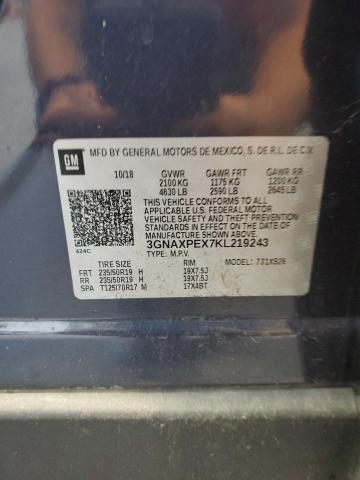 GM
MFD BY GENERAL MOTORS DE MEXICO, S. DE R.L. DE C.V.
10/18 GVWR GAWR FRT GAWR RR
2100 KG 1175 KG 1200 KG
4630 LB 2590 LB 2645 LB
THIS VEHICLE CONFORMS TO ALL
APPLICABLE U.S. FEDERAL MOTOR
VEHICLE SAFETY AND THEFT
PREVENTION STANDARDS IN EFFECT ON
THE DATE OF MANUFACTURE SHOWN ABOVE.
424C 3GNAXPEX7KL219243
TYPE: M.P.V. MODEL: 731XS26
TIRE SIZE RIM
FRT 235/50R19 H 19X7.5J
RR 235/50R19 H 19X7.5J
SPA T125/70R17 M 17X4BT